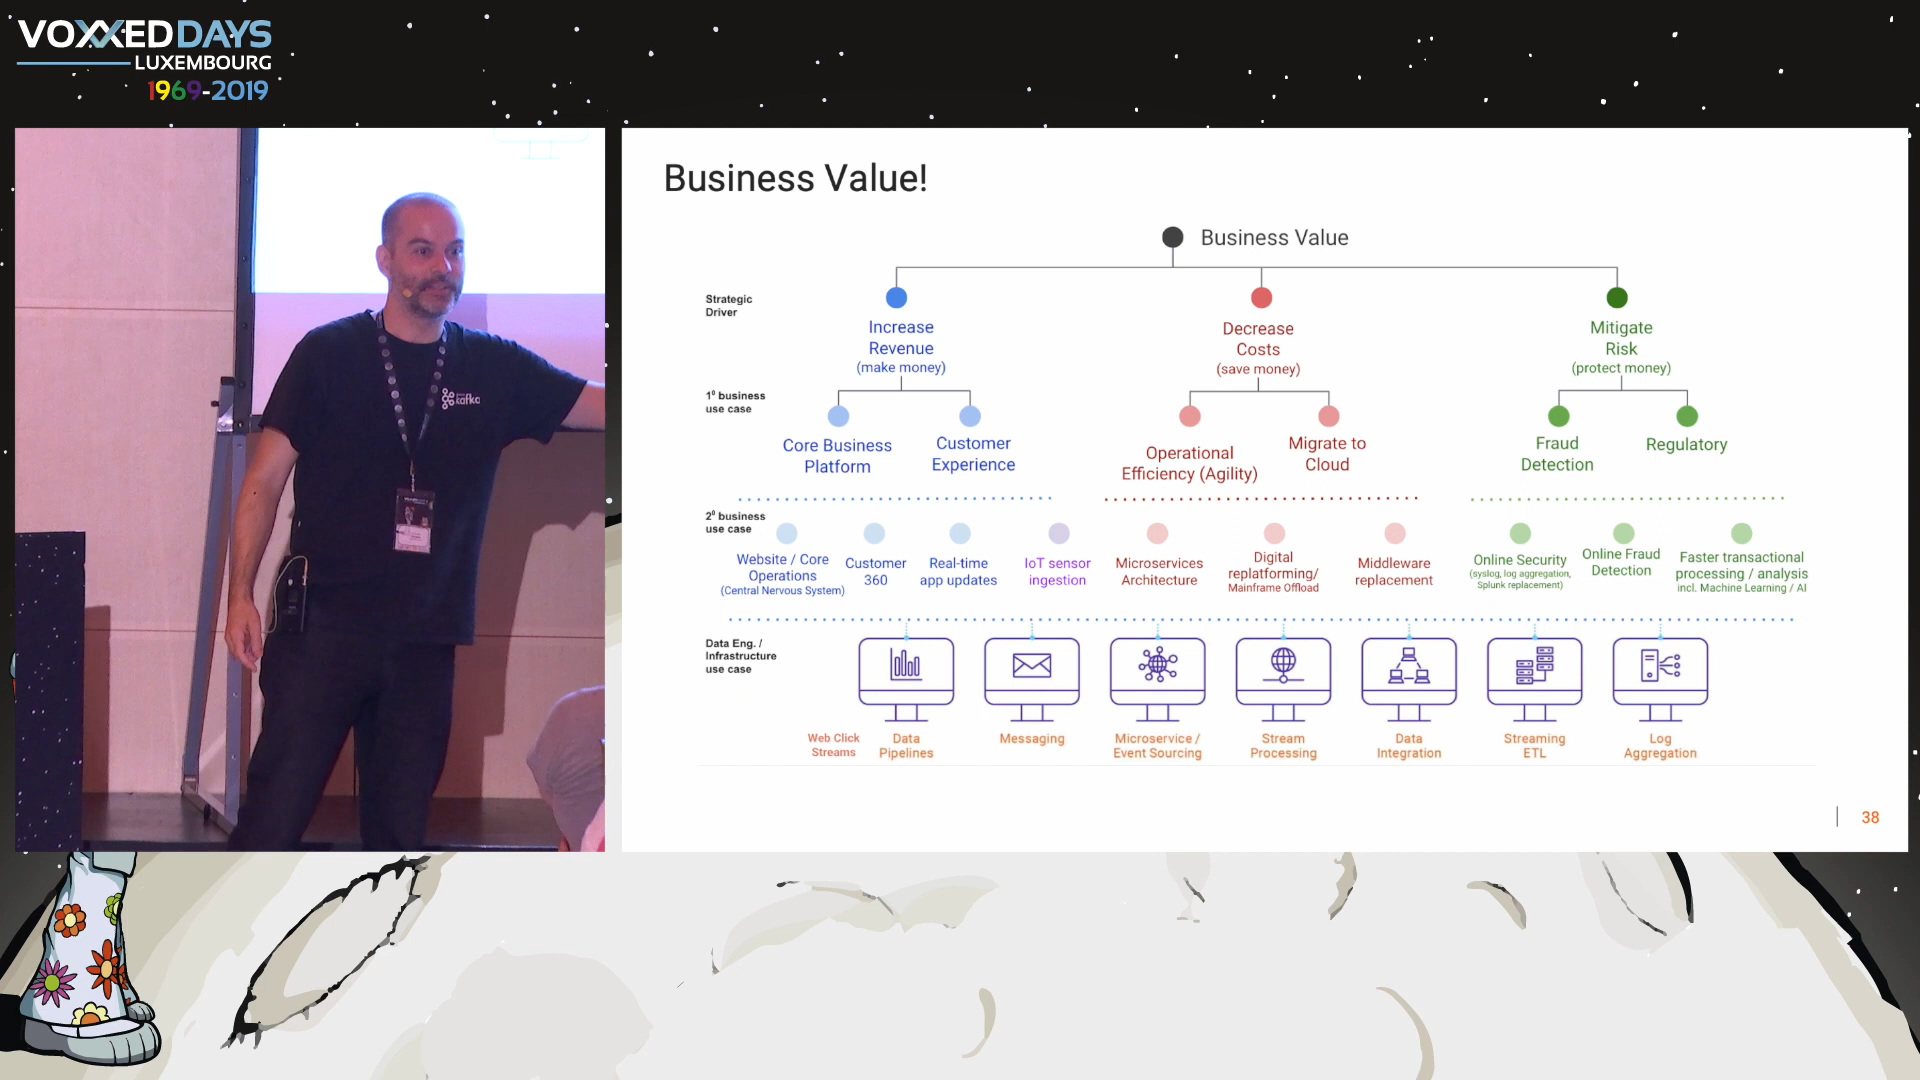 VOXXEDDAYS
LUXEMBOURG
1969-2019
kafka
Business Value!
Business Value
Strategic
Driver
Increase
Revenue
(make money)
Decrease
Costs
(save money)
Mitigate
Risk
(protect money)
1⁰ business
use case
Core Business
Platform
Customer
Experience
Operational
Efficiency (Agility)
Migrate to
Cloud
Fraud
Detection
Regulatory
2⁰ business
use case
Website / Core
Operations
(Central Nervous System)
Customer
360
Real-time
app updates
IoT sensor
ingestion
Microservices
Architecture
Digital
replatforming/
Mainframe Offload
Middleware
replacement
Online Security
(syslog, log aggregation,
Splunk replacement)
Online Fraud
Detection
Faster transactional
processing / analysis
incl. Machine Learning / AI
Data Eng. /
Infrastructure
use case
Web Click
Streams
Data
Pipelines
Messaging
Microservice /
Event Sourcing
Stream
Processing
Data
Integration
Streaming
ETL
Log
Aggregation
38